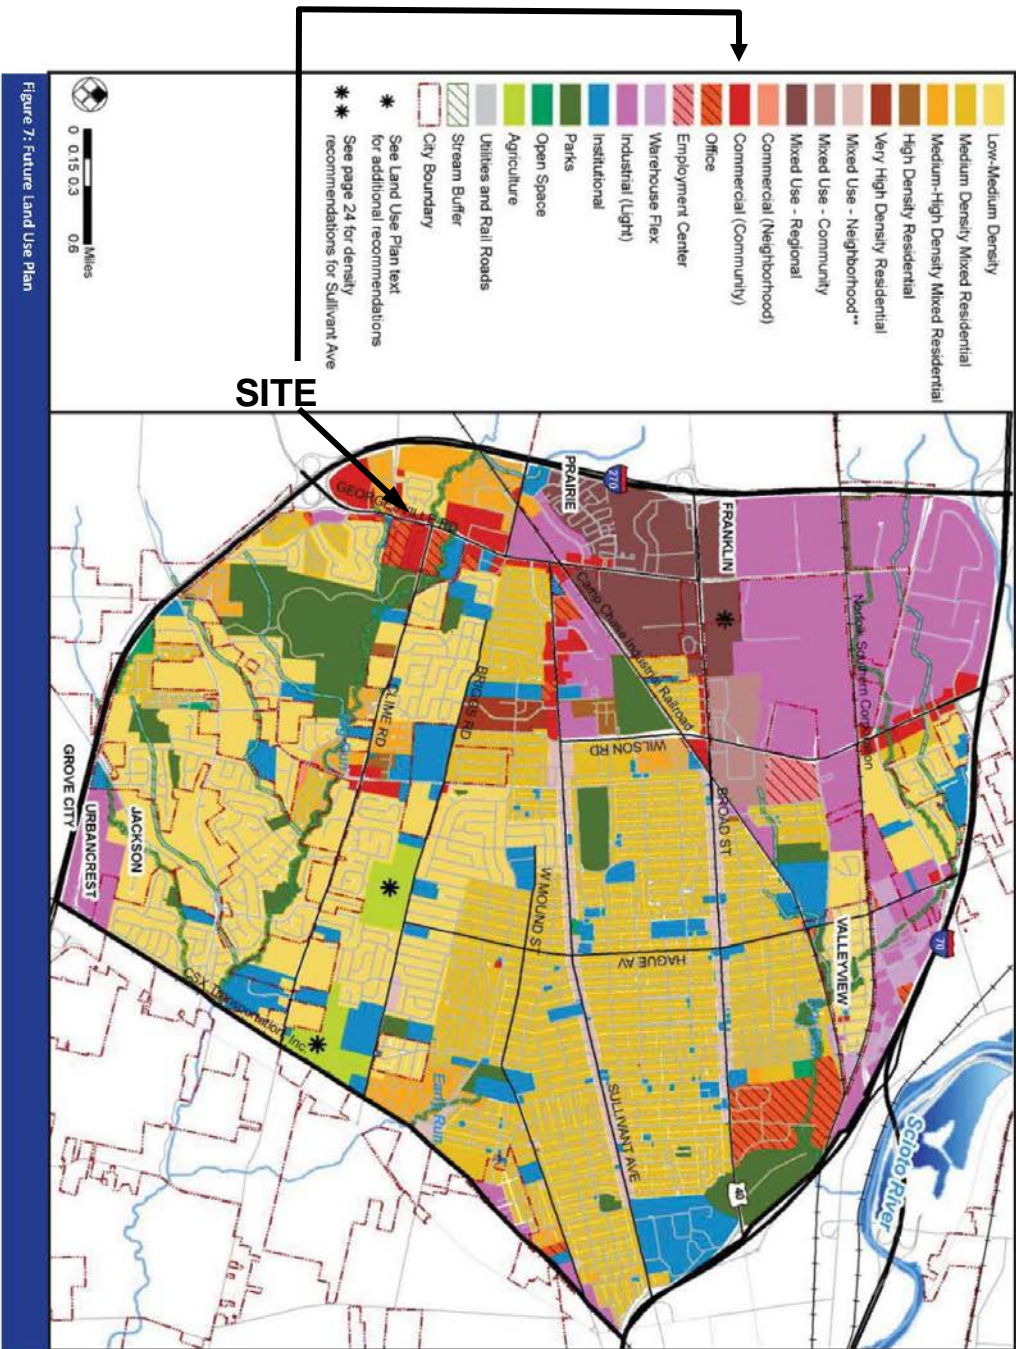 SITE
Low-Medium Density
Medium Density Mixed Residential
Medium-High Density Mixed Residential
High Density Residential
Very High Density Residential
Mixed Use - Neighborhood**
Mixed Use - Community
Mixed Use - Regional
Commercial (Neighborhood)
Commercial (Community)
Office
Employment Center
Warehouse Flex
Industrial (Light)
Institutional
Parks
Open Space
Agriculture
Utilities and Rail Roads
Stream Buffer
City Boundary
* See Land Use Plan text
for additional recommendations
** See page 24 for density
recommendations for Sullivant Ave
0 0.15 0.3 0.6
Miles
Figure 7: Future Land Use Plan
270
PRAIRIE
FRANKLIN
GEORGESVILLE RD
Camp Chase Industrial Railroad
Norfolk Southern Corporation
*
CLIME RD
BRIGGS RD
WILSON RD
BROAD ST
W MOUND ST
HAGUE AV
VALLEYVIEW
70
GROVE CITY
URBANCREST
JACKSON
*
CSX Transportation Inc.
*
SULLIVANT AVE
40
Scioto River